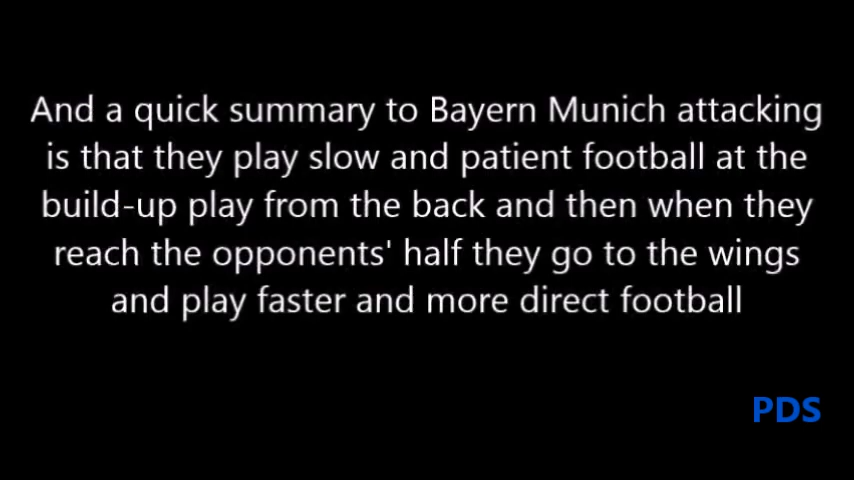 And a quick summary to Bayern Munich attacking
is that they play slow and patient football at the
build-up play from the back and then when they
reach the opponents' half they go to the wings
and play faster and more direct football
PDS